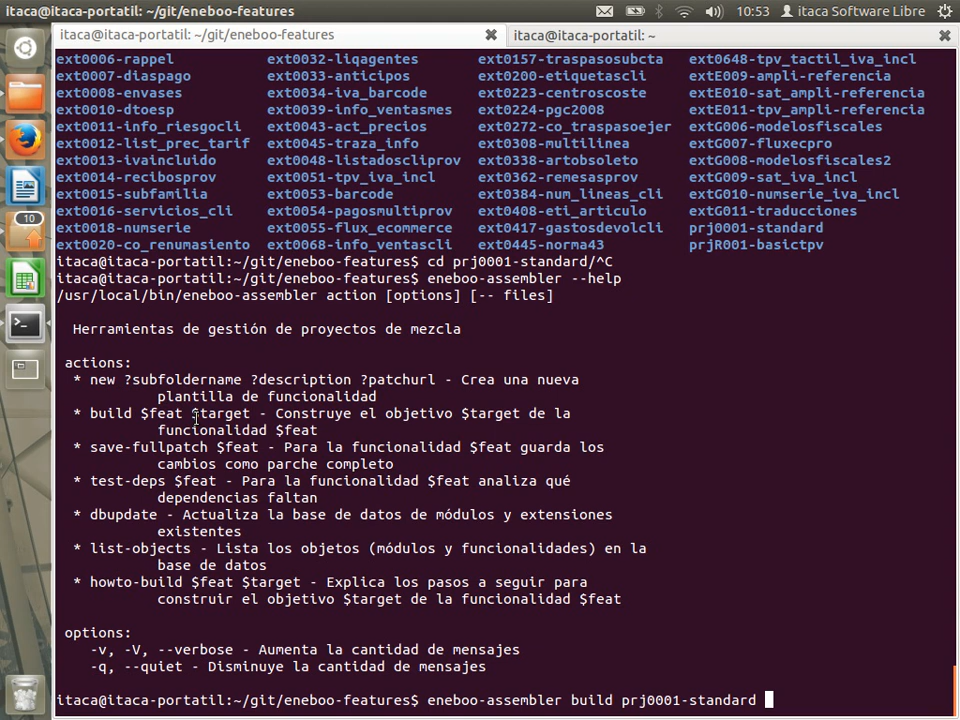 itaca@itaca-portatil: ~/git/eneboo-features
10:53 itaca Software Libre
itaca@itaca-portatil: ~/git/eneboo-features
itaca@itaca-portatil: ~
ext0006-rappel ext0032-liqagentes ext0157-traspasosubcta ext0648-tpv_tactil_iva_incl
ext0007-diaspago ext0033-anticipos ext0200-etiquetascli extE009-ampli-referencia
ext0008-envases ext0034-iva_barcode ext0223-centroscoste extE010-sat_ampli-referencia
ext0010-dtoesp ext0039-info_ventasmes ext0224-pgc2008 extE011-tpv_ampli-referencia
ext0011-info_riesgocli ext0043-act_precios ext0272-co_traspasoejer extG006-modelosfiscales
ext0012-list_prec_tarif ext0045-traza_info ext0308-multilinea extG007-fluxecpro
ext0013-ivaincluido ext0048-listadoscliprov ext0338-artobsoleto extG008-modelosfiscales2
ext0014-recibosprov ext0051-tpv_iva_incl ext0362-remesasprov extG009-sat_iva_incl
ext0015-subfamilia ext0053-barcode ext0384-num_lineas_cli extG010-numserie_iva_incl
ext0016-servicios_cli ext0054-pagosmultiprov ext0408-eti_articulo extG011-traducciones
ext0018-numserie ext0055-flux_ecommerce ext0417-gastosdevolcli prj0001-standard
ext0020-co_renumasiento ext0068-info_ventascli ext0445-norma43 prjR001-basictpv
itaca@itaca-portatil:~/git/eneboo-features$ cd prj0001-standard/^C
itaca@itaca-portatil:~/git/eneboo-features$ eneboo-assembler --help
/usr/local/bin/eneboo-assembler action [options] [-- files]
Herramientas de gestión de proyectos de mezcla
actions:
* new ?subfoldername ?description ?patchurl - Crea una nueva
plantilla de funcionalidad
* build $feat $target - Construye el objetivo $target de la
funcionalidad $feat
* save-fullpatch $feat - Para la funcionalidad $feat guarda los
cambios como parche completo
* test-deps $feat - Para la funcionalidad $feat analiza qué
dependencias faltan
* dbupdate - Actualiza la base de datos de módulos y extensiones
existentes
* list-objects - Lista los objetos (módulos y funcionalidades) en la
base de datos
* howto-build $feat $target - Explica los pasos a seguir para
construir el objetivo $target de la funcionalidad $feat
options:
-v, -V, --verbose - Aumenta la cantidad de mensajes
-q, --quiet - Disminuye la cantidad de mensajes
itaca@itaca-portatil:~/git/eneboo-features$ eneboo-assembler build prj0001-standard
10